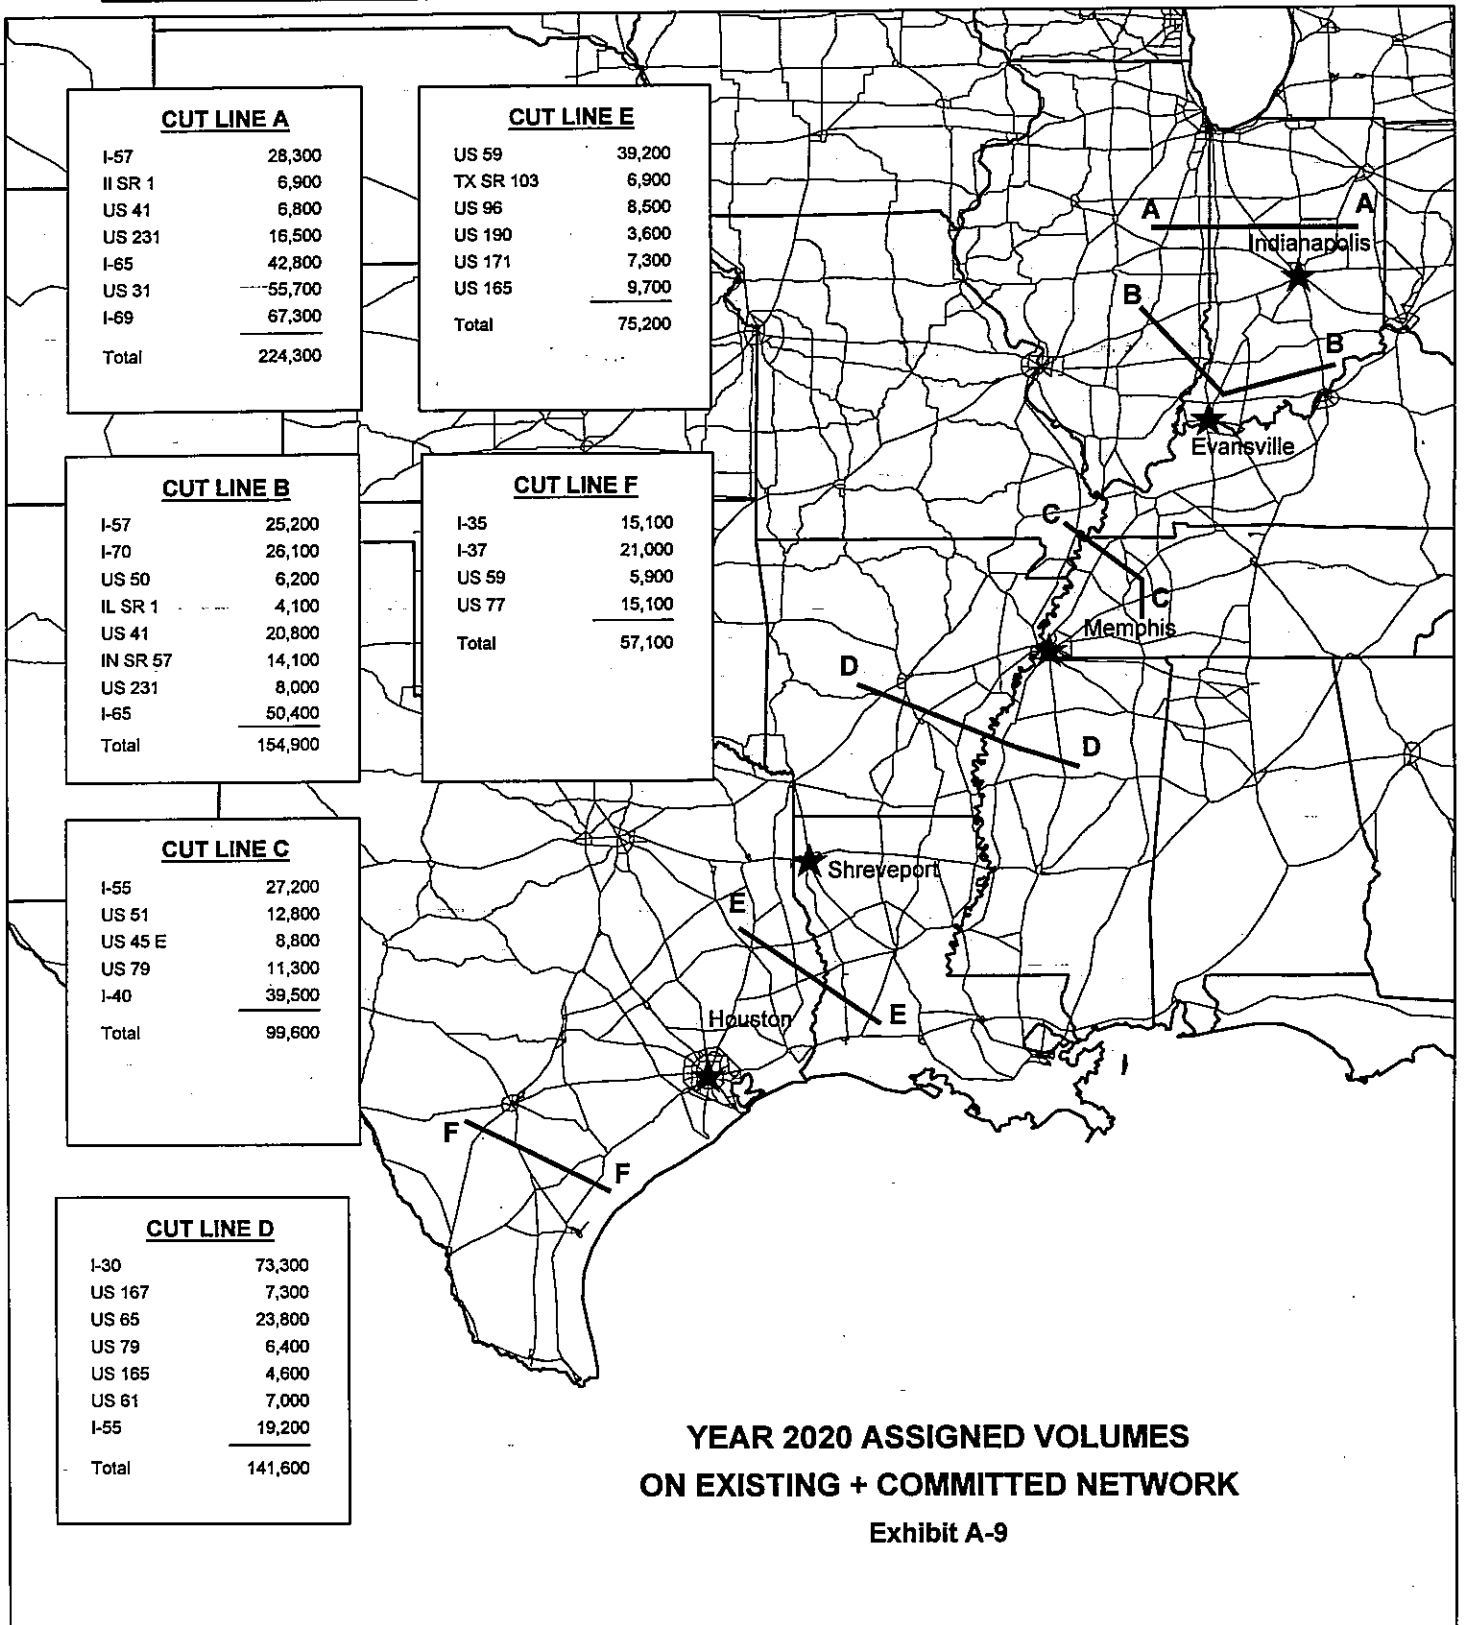 CUT LINE A
I-57 28,300
Il SR 1 6,900
US 41 6,800
US 231 16,500
I-65 42,800
US 31 55,700
I-69 67,300
Total 224,300
CUT LINE E
US 59 39,200
TX SR 103 6,900
US 96 8,500
US 190 3,600
US 171 7,300
US 165 9,700
Total 75,200
CUT LINE B
I-57 25,200
I-70 26,100
US 50 6,200
IL SR 1 4,100
US 41 20,800
IN SR 57 14,100
US 231 8,000
I-65 50,400
Total 154,900
CUT LINE F
I-35 15,100
I-37 21,000
US 59 5,900
US 77 15,100
Total 57,100
CUT LINE C
I-55 27,200
US 51 12,800
US 45 E 8,800
US 79 11,300
I-40 39,500
Total 99,600
CUT LINE D
I-30 73,300
US 167 7,300
US 65 23,800
US 79 6,400
US 165 4,600
US 61 7,000
I-55 19,200
Total 141,600
A A
Indianapolis
B
B
Evansville
C
C
Memphis
D
D
Shreveport
E
E
Houston
F
F
YEAR 2020 ASSIGNED VOLUMES
ON EXISTING + COMMITTED NETWORK
Exhibit A-9